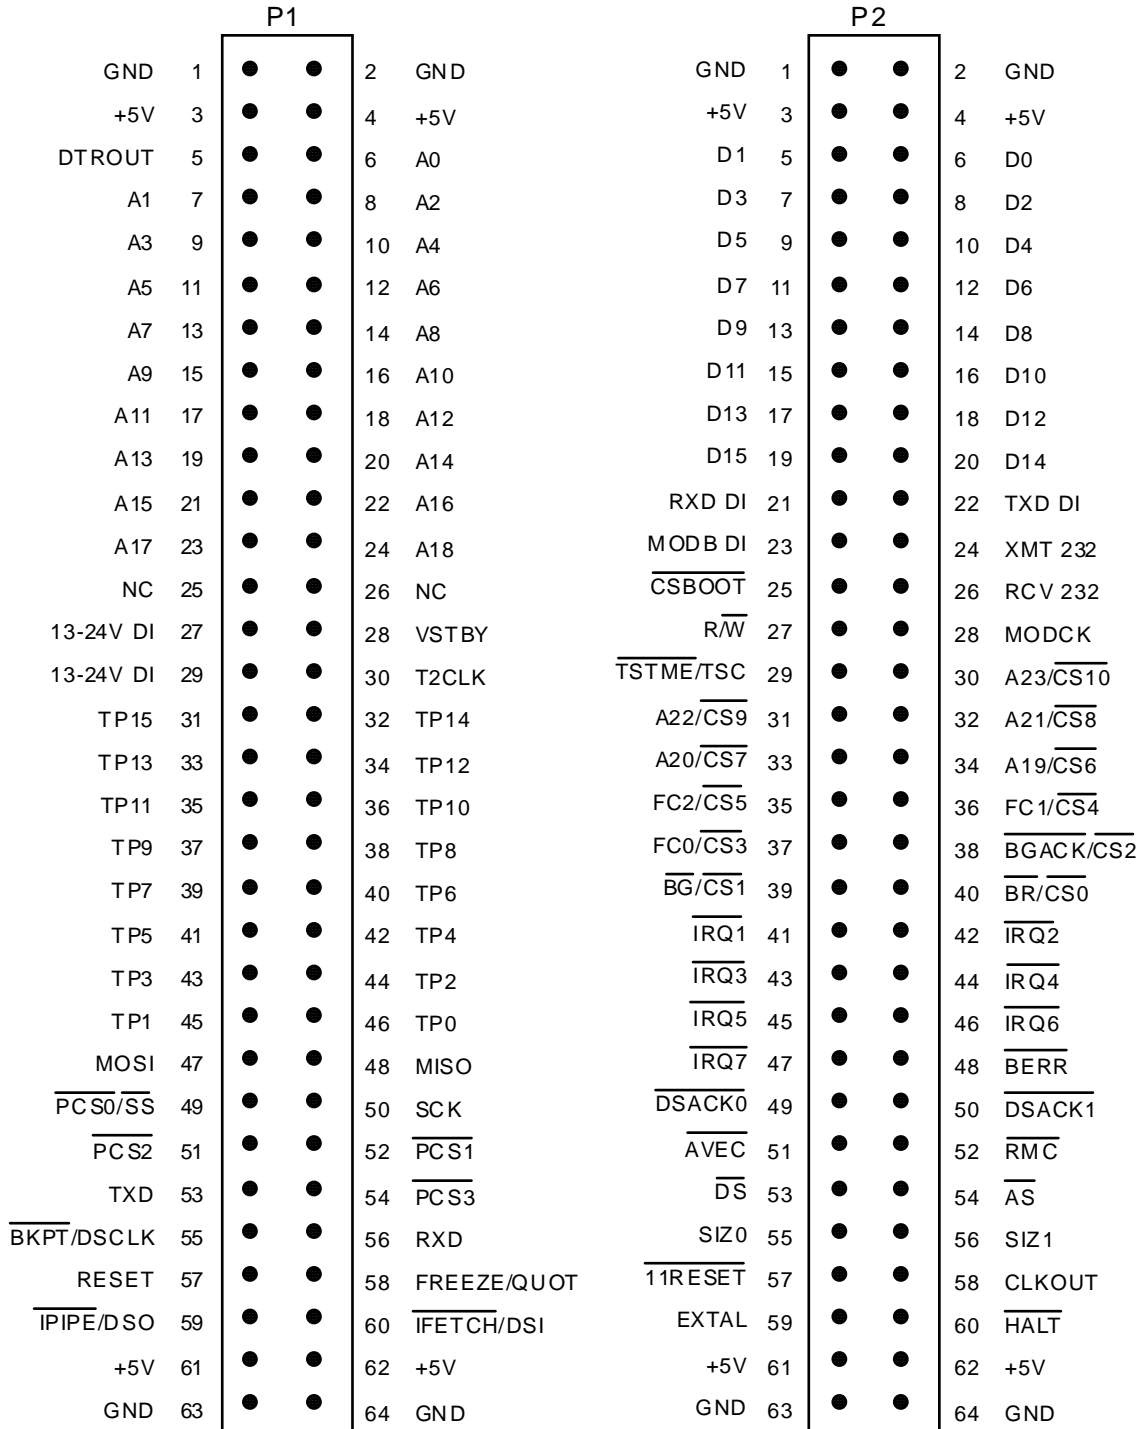 P1 P2
GND 1 2 GND GND 1 2 GND
+5V 3 4 +5V +5V 3 4 +5V
DTROUT 5 6 A0 D1 5 6 D0
A1 7 8 A2 D3 7 8 D2
A3 9 10 A4 D5 9 10 D4
A5 11 12 A6 D7 11 12 D6
A7 13 14 A8 D9 13 14 D8
A9 15 16 A10 D11 15 16 D10
A11 17 18 A12 D13 17 18 D12
A13 19 20 A14 D15 19 20 D14
A15 21 22 A16 RXD DI 21 22 TXD DI
A17 23 24 A18 MODB DI 23 24 XMT 232
NC 25 26 NC CSBOOT 25 26 RCV 232
13-24V DI 27 28 VSTBY R/W 27 28 MODCK
13-24V DI 29 30 T2CLK TSTME/TSC 29 30 A23/CS10
TP15 31 32 TP14 A22/CS9 31 32 A21/CS8
TP13 33 34 TP12 A20/CS7 33 34 A19/CS6
TP11 35 36 TP10 FC2/CS5 35 36 FC1/CS4
TP9 37 38 TP8 FC0/CS3 37 38 BGACK/CS2
TP7 39 40 TP6 BG/CS1 39 40 BR/CS0
TP5 41 42 TP4 IRQ1 41 42 IRQ2
TP3 43 44 TP2 IRQ3 43 44 IRQ4
TP1 45 46 TP0 IRQ5 45 46 IRQ6
MOSI 47 48 MISO IRQ7 47 48 BERR
PCS0/SS 49 50 SCK DSACK0 49 50 DSACK1
PCS2 51 52 PCS1 AVEC 51 52 RMC
TXD 53 54 PCS3 DS 53 54 AS
BKPT/DSCLK 55 56 RXD SIZ0 55 56 SIZ1
RESET 57 58 FREEZE/QUOT 11RESET 57 58 CLKOUT
IPIPE/DSO 59 60 IFETCH/DSI EXTAL 59 60 HALT
+5V 61 62 +5V +5V 61 62 +5V
GND 63 64 GND GND 63 64 GND